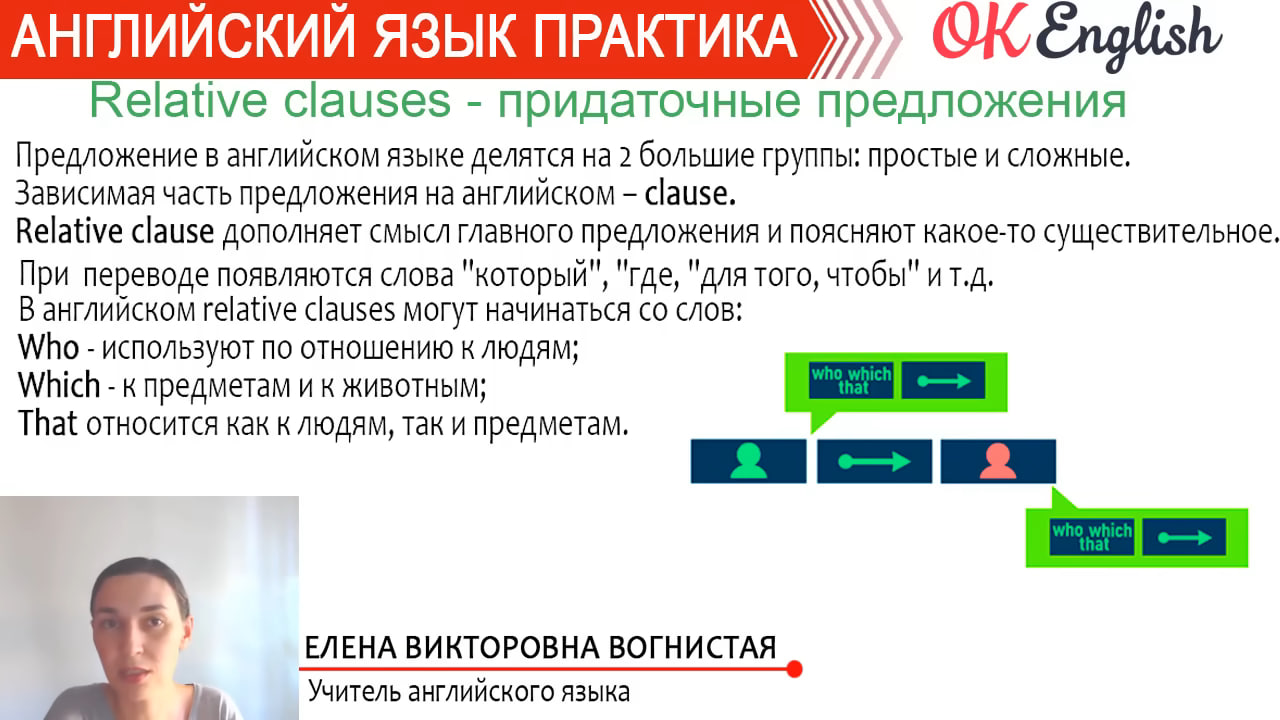 АНГЛИЙСКИЙ ЯЗЫК ПРАКТИКА
OK English
Relative clauses - придаточные предложения
Предложение в английском языке делятся на 2 большие группы: простые и сложные.
Зависимая часть предложения на английском – clause.
Relative clause дополняет смысл главного предложения и поясняют какое-то существительное.
При переводе появляются слова "который", "где, "для того, чтобы" и т.д.
В английском relative clauses могут начинаться со слов:
Who - используют по отношению к людям;
Which - к предметам и к животным;
That относится как к людям, так и предметам.
who which
that
who which
that
ЕЛЕНА ВИКТОРОВНА ВОГНИСТАЯ
Учитель английского языка